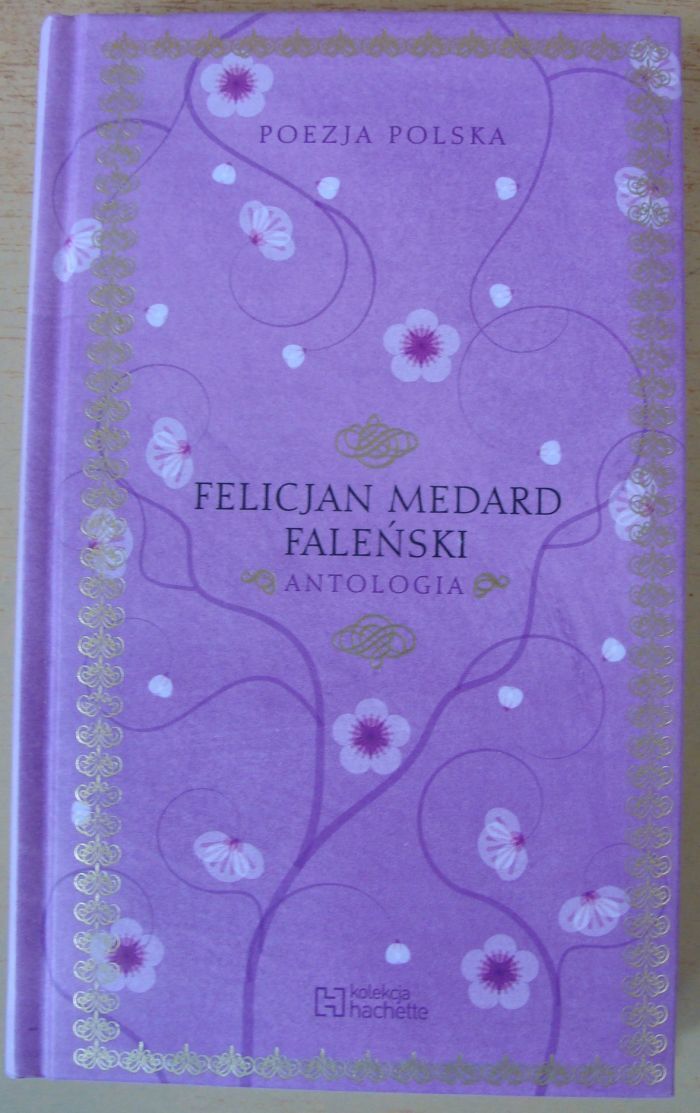 POEZJA POLSKA
FELICJAN MEDARD
FALEŃSKI
ANTOLOGIA
kolekcja
hachette